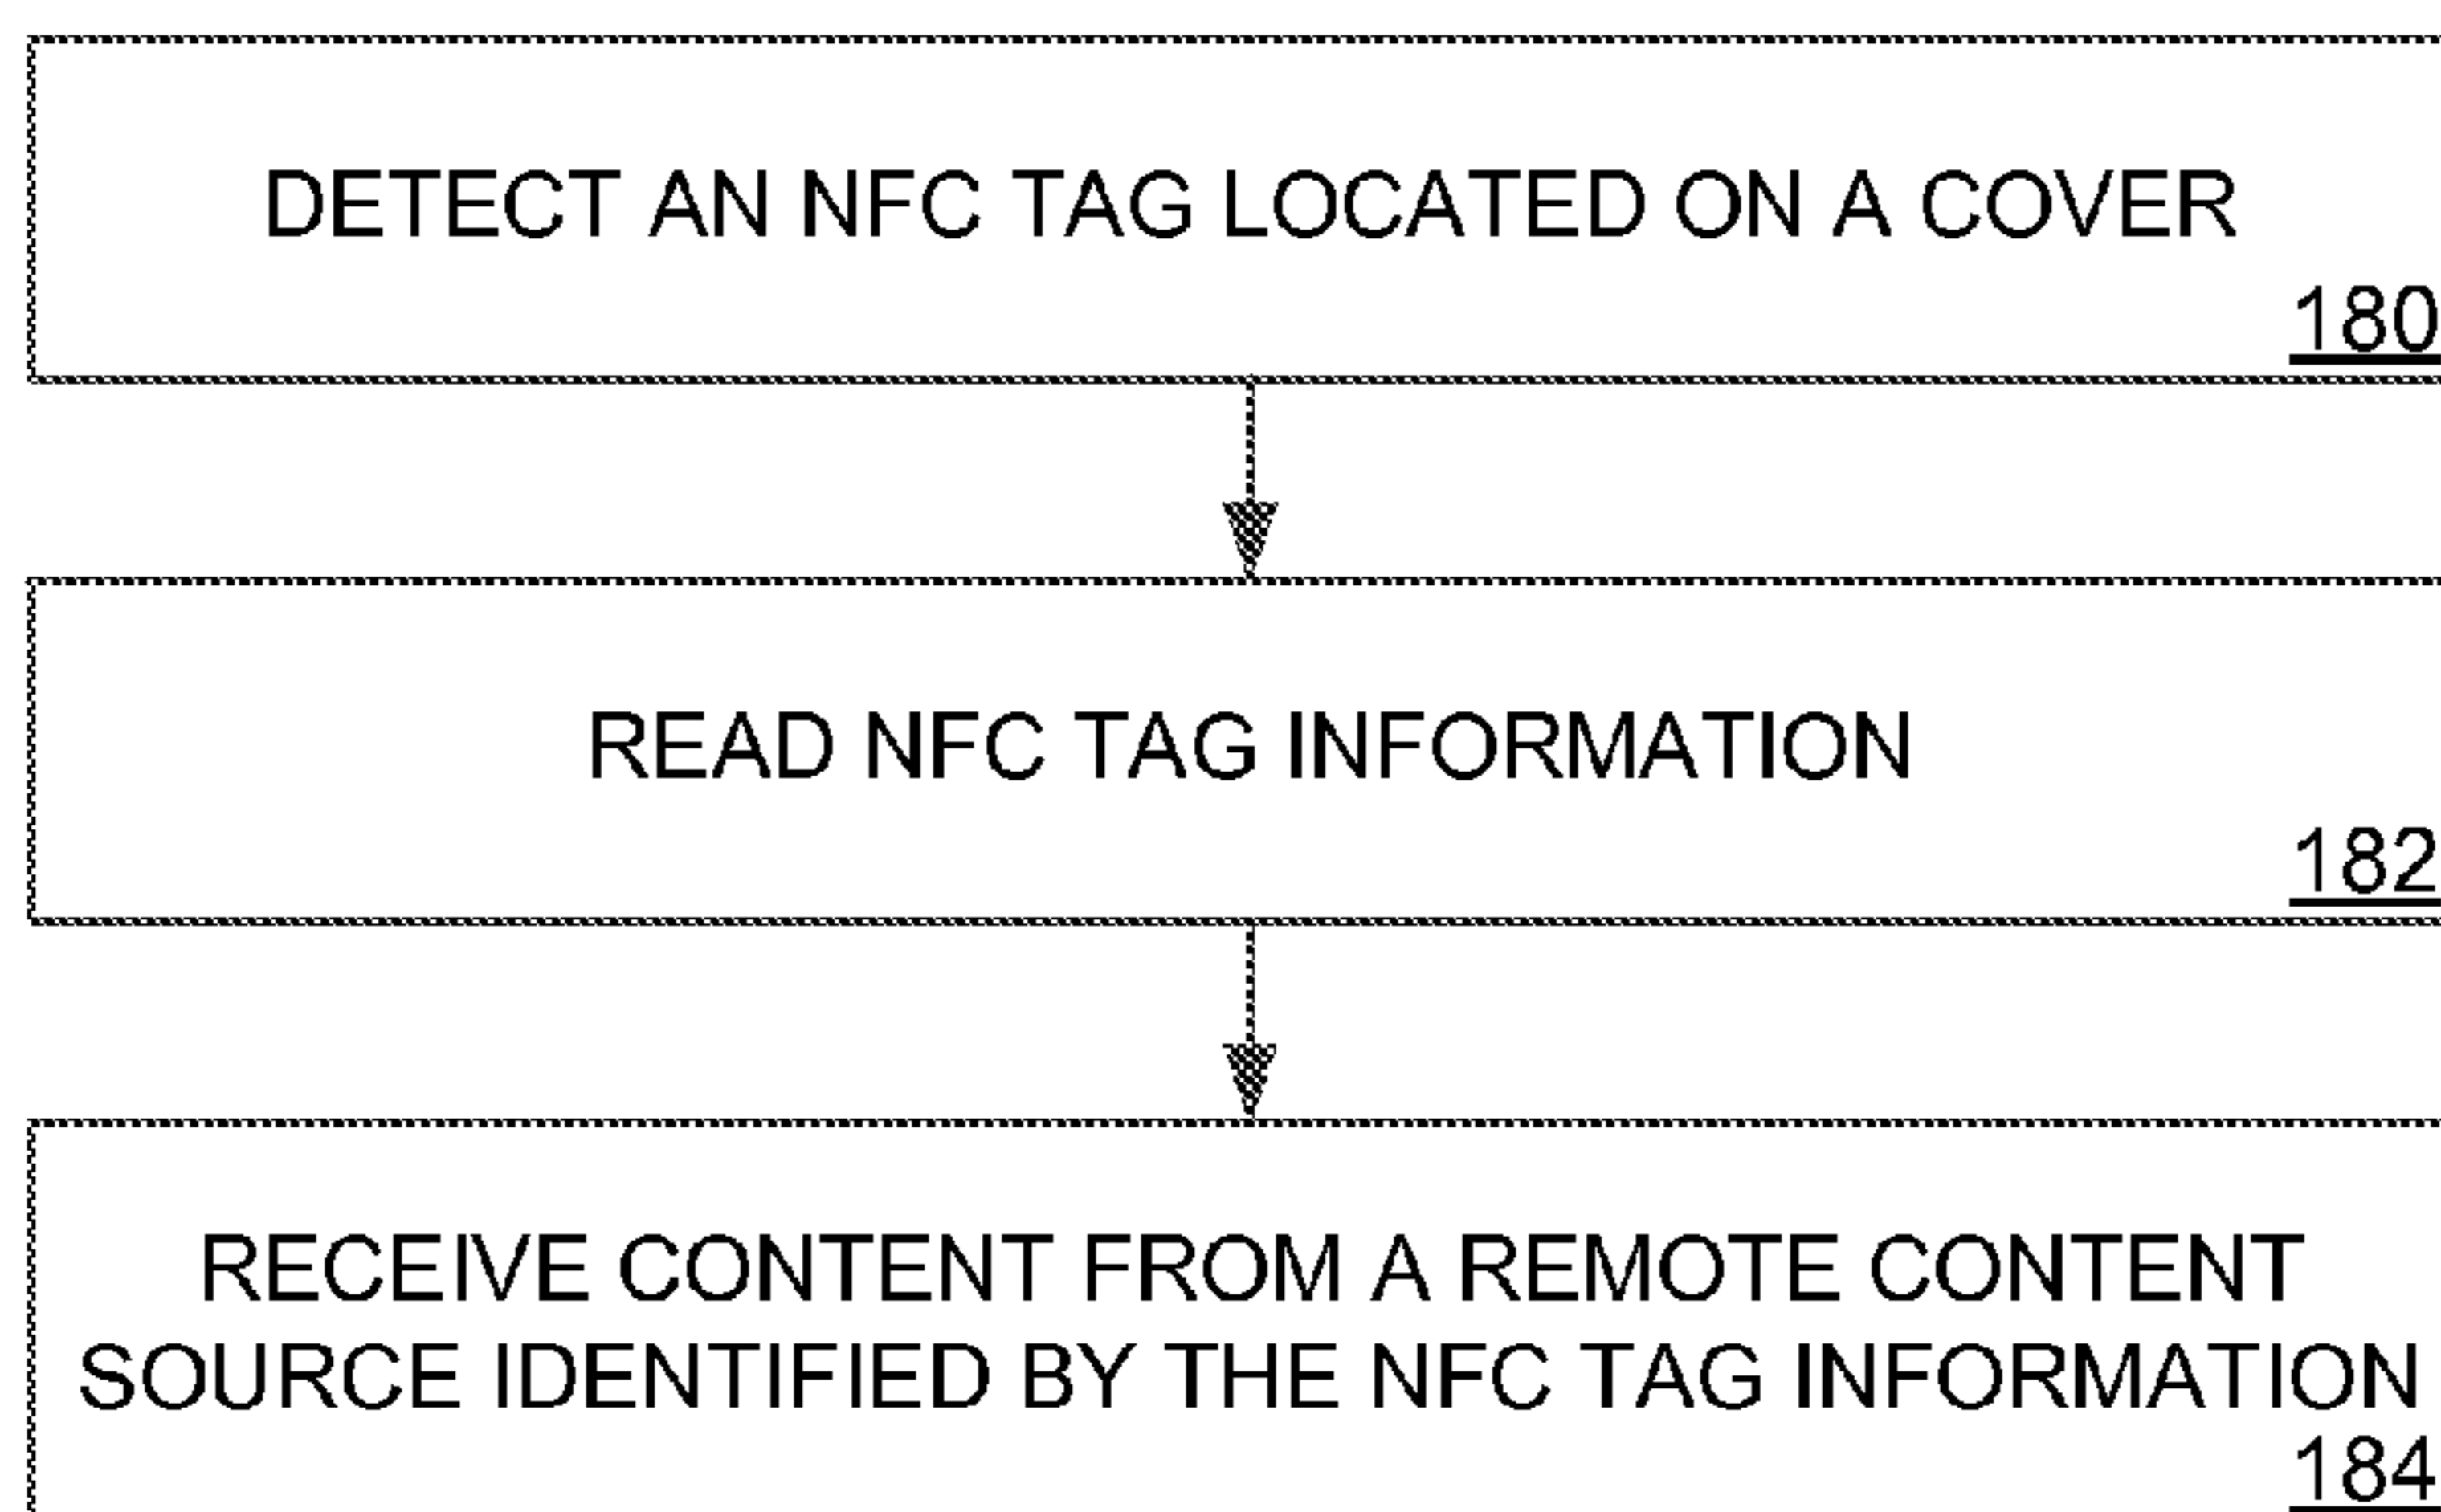 DETECT AN NFC TAG LOCATED ON A COVER
180
READ NFC TAG INFORMATION
182
RECEIVE CONTENT FROM A REMOTE CONTENT
SOURCE IDENTIFIED BY THE NFC TAG INFORMATION
184